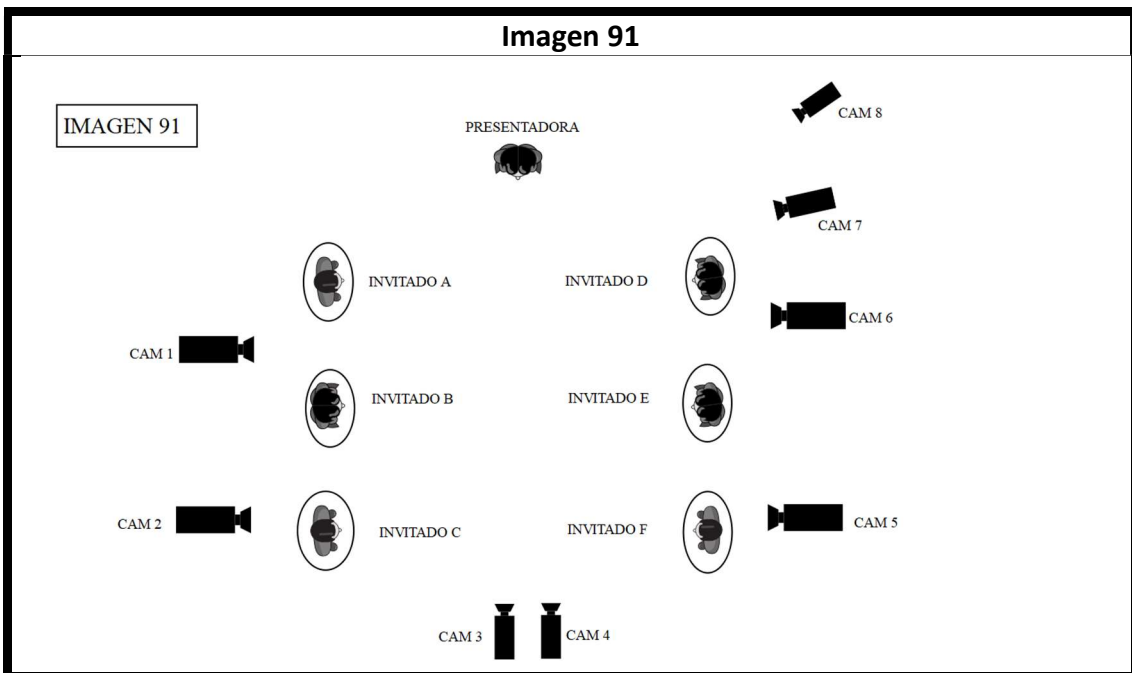 Imagen 91
IMAGEN 91
PRESENTADORA
CAM 8
CAM 7
INVITADO A
INVITADO D
CAM 1
CAM 6
INVITADO B
INVITADO E
CAM 2
INVITADO C
INVITADO F
CAM 5
CAM 3
CAM 4